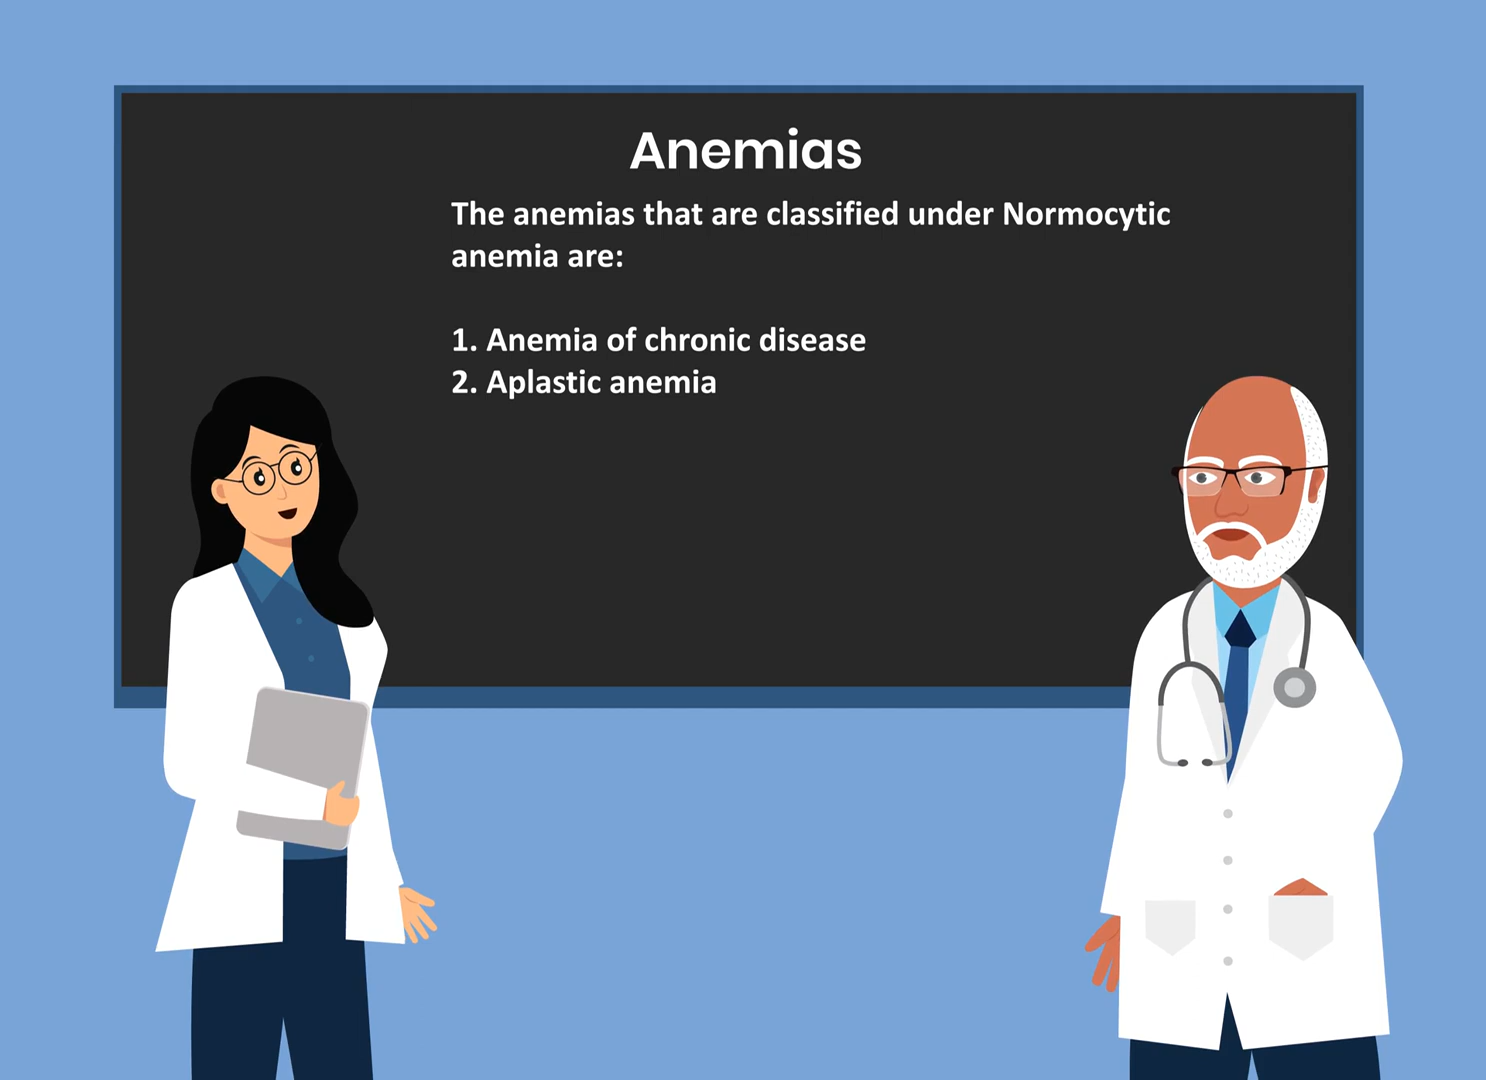 Anemias
The anemias that are classified under Normocytic
anemia are:
1. Anemia of chronic disease
2. Aplastic anemia